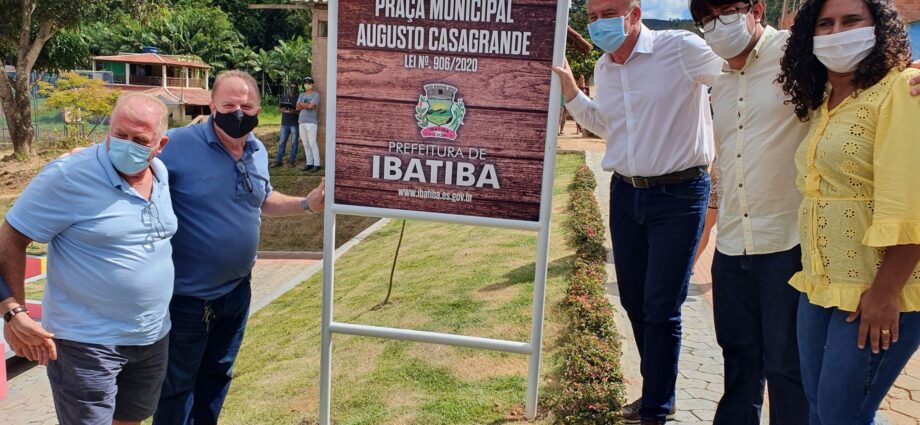 PRAÇA MUNICIPAL
AUGUSTO CASAGRANDE
LEI Nº. 906/2020
PREFEITURA DE
IBATIBA
www.ibatiba.es.gov.br